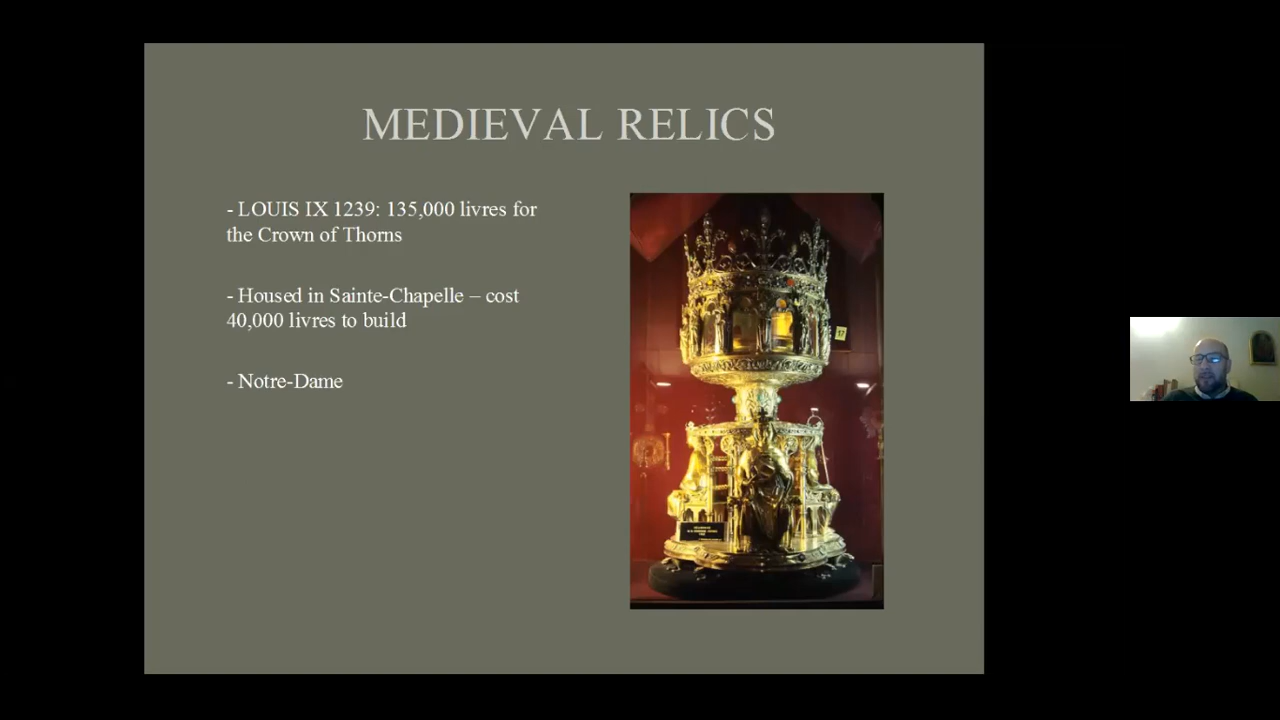 MEDIEVAL RELICS
- LOUIS IX 1239: 135,000 livres for
the Crown of Thorns
- Housed in Sainte-Chapelle – cost
40,000 livres to build
- Notre-Dame
17